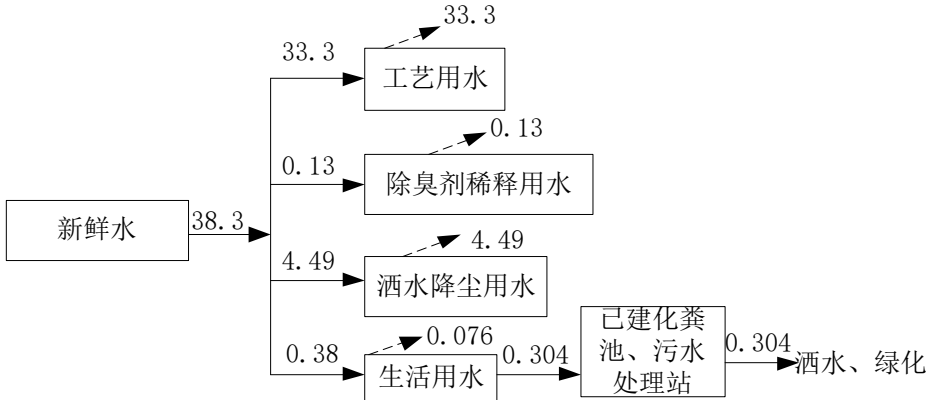 33.3
33.3
工艺用水
0.13
0.13
除臭剂稀释用水
新鲜水
38.3
4.49
4.49
洒水降尘用水
0.38
0.076
生活用水
0.304
已建化粪
池、污水
处理站
0.304
洒水、绿化